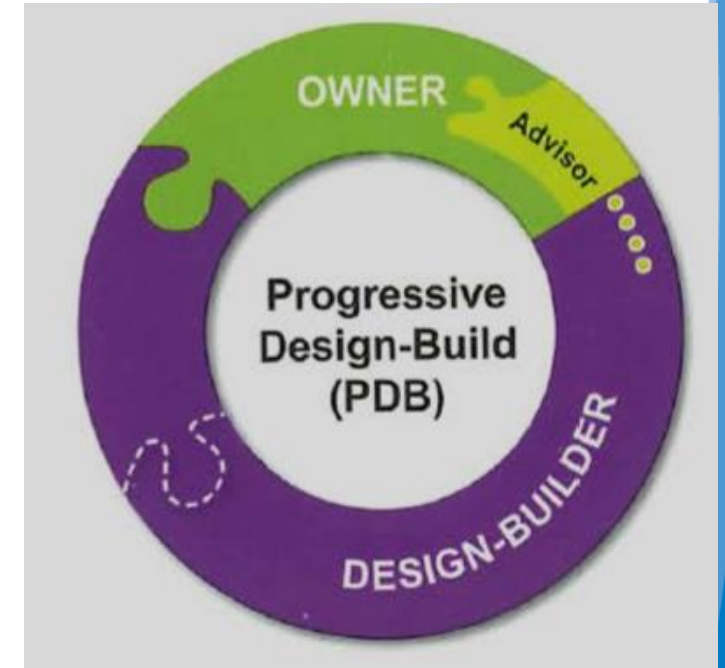 OWNER
Advisor
Progressive
Design-Build
(PDB)
DESIGN-BUILDER